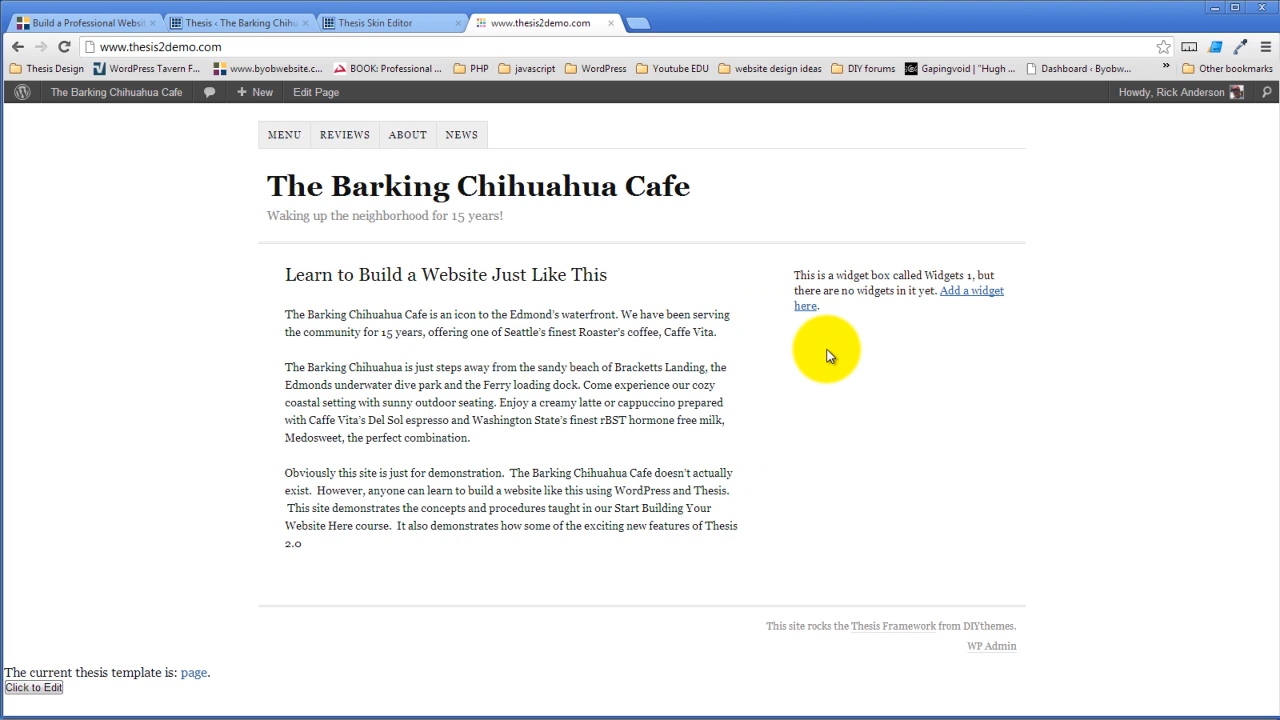 Build a Professional Websit
Thesis ‹ The Barking Chihu
Thesis Skin Editor
www.thesis2demo.com
www.thesis2demo.com
Thesis Design
WordPress Tavern F...
www.byobwebsite.c...
BOOK: Professional ...
PHP
javascript
WordPress
Youtube EDU
website design ideas
DIY forums
Gapingvoid | "Hugh ...
Dashboard ‹ Byobw...
»
Other bookmarks
The Barking Chihuahua Cafe
+ New
Edit Page
Howdy, Rick Anderson
MENU
REVIEWS
ABOUT
NEWS
The Barking Chihuahua Cafe
Waking up the neighborhood for 15 years!
Learn to Build a Website Just Like This
The Barking Chihuahua Cafe is an icon to the Edmond's waterfront. We have been serving
the community for 15 years, offering one of Seattle's finest Roaster's coffee, Caffe Vita.
The Barking Chihuahua is just steps away from the sandy beach of Bracketts Landing, the
Edmonds underwater dive park and the Ferry loading dock. Come experience our cozy
coastal setting with sunny outdoor seating. Enjoy a creamy latte or cappuccino prepared
with Caffe Vita's Del Sol espresso and Washington State's finest rBST hormone free milk,
Medosweet, the perfect combination.
Obviously this site is just for demonstration. The Barking Chihuahua Cafe doesn't actually
exist. However, anyone can learn to build a website like this using WordPress and Thesis.
This site demonstrates the concepts and procedures taught in our Start Building Your
Website Here course. It also demonstrates how some of the exciting new features of Thesis
2.0
This is a widget box called Widgets 1, but
there are no widgets in it yet. Add a widget
here.
This site rocks the Thesis Framework from DIYthemes.
WP Admin
The current thesis template is: page.
Click to Edit